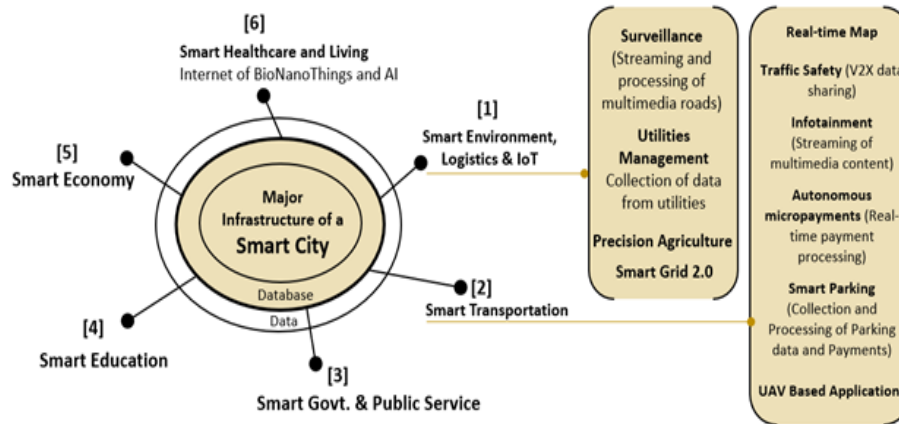 [6]
Smart Healthcare and Living
Internet of BioNanoThings and AI
[1]
Smart Environment,
Logistics & IoT
[5]
Smart Economy
Major
Infrastructure of a
Smart City
Database
Data
[2]
Smart Transportation
[4]
Smart Education
[3]
Smart Govt. & Public Service
Surveillance
(Streaming and
processing of
multimedia roads)
Utilities
Management
Collection of data
from utilities
Precision Agriculture
Smart Grid 2.0
Real-time Map
Traffic Safety (V2X data
sharing)
Infotainment
(Streaming of
multimedia content)
Autonomous
micropayments (Real-
time payment
processing)
Smart Parking
(Collection and
Processing of Parking
data and Payments)
UAV Based Application